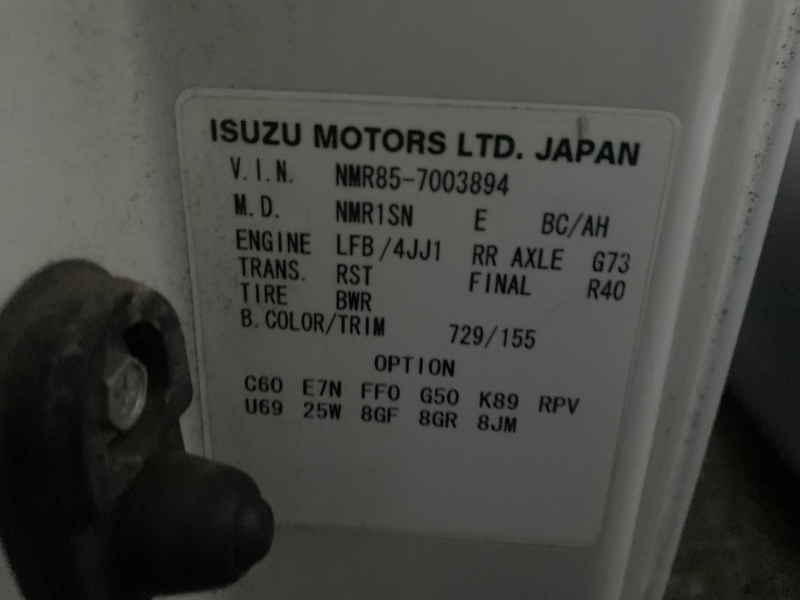 ISUZU MOTORS LTD. JAPAN
V.I.N. NMR85-7003894
M.D. NMR1SN E BC/AH
ENGINE LFB/4JJ1 RR AXLE G73
TRANS. RST FINAL R40
TIRE BWR
B.COLOR/TRIM 729/155
OPTION
C60 E7N FF0 G50 K89 RPV
U69 25W 8GF 8GR 8JM